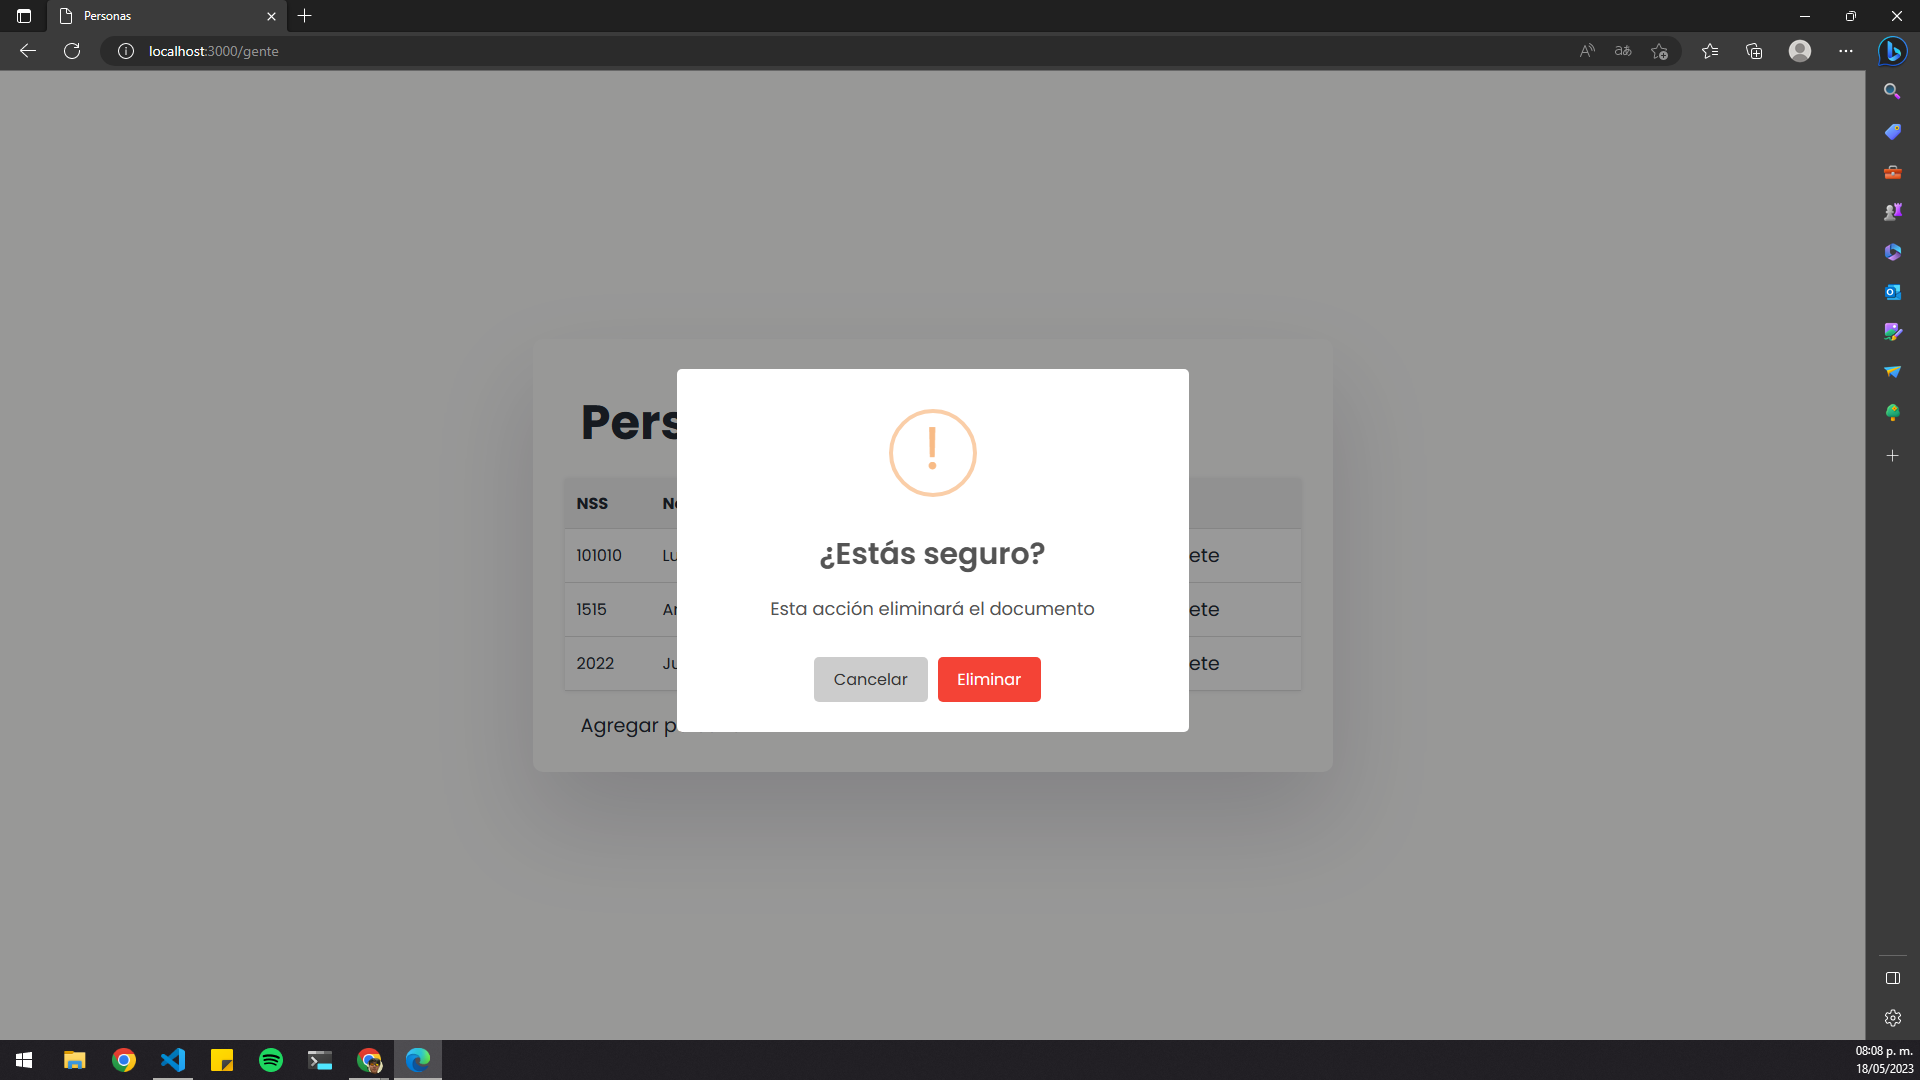 Personas
localhost:3000/gente
Pers
NSS
101010 Lu ete
1515 ete
2022 Ju ete
Agregar p
!
¿Estás seguro?
Esta acción eliminará el documento
Cancelar Eliminar
08:08 p. m.
18/05/2023